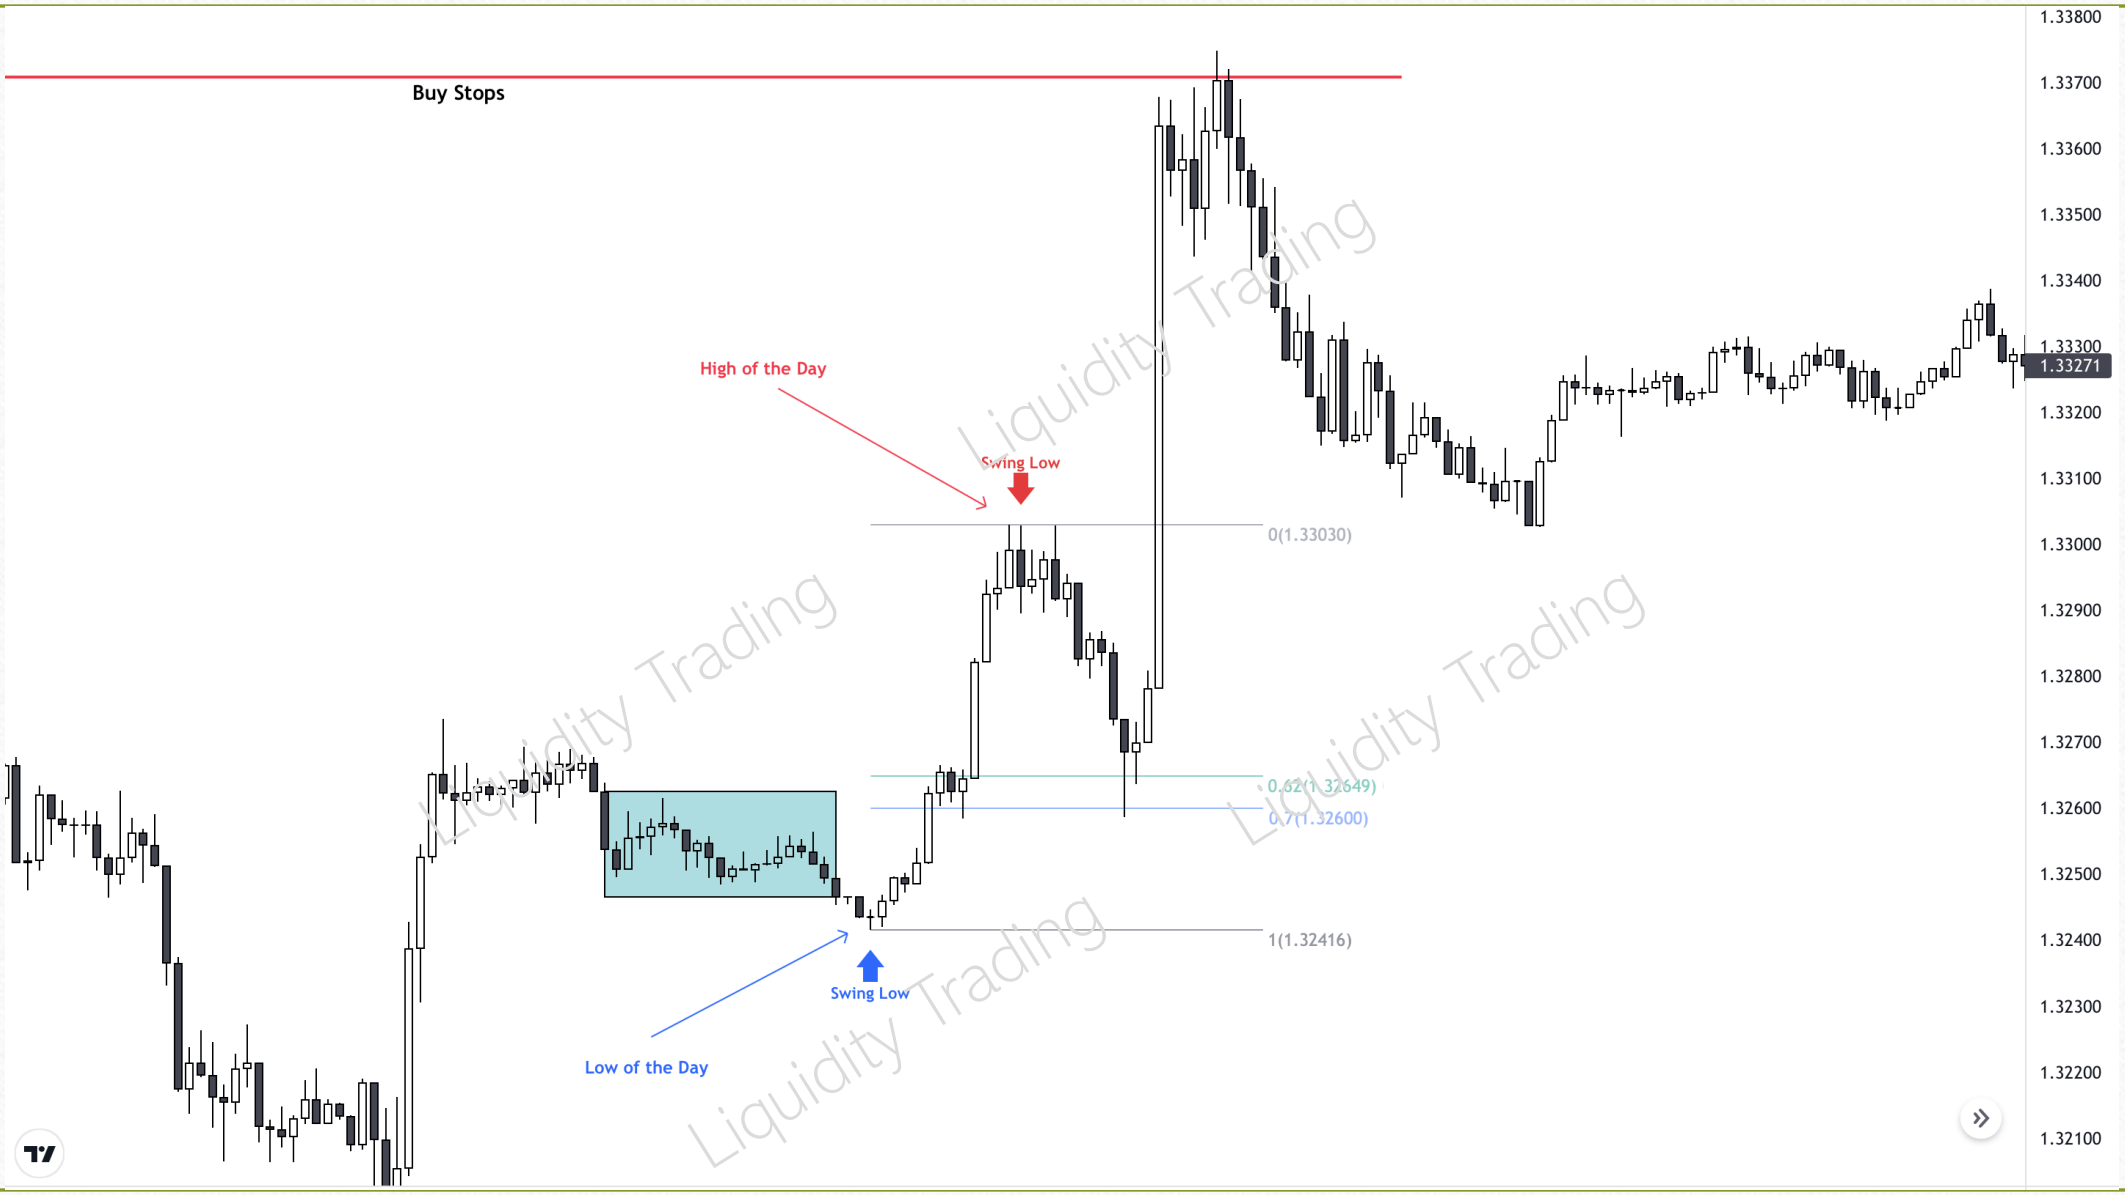 1.33800
Buy Stops
1.33700
1.33600
1.33500
Liquidity Trading
1.33400
1.33300
1.33271
High of the Day
1.33200
Swing Low
1.33100
0(1.33030)
1.33000
1.32900
Liquidity Trading
Liquidity Trading
1.32800
1.32700
0.62(1.32649)
1.32600
0.7(1.32600)
1.32500
1(1.32416)
1.32400
Swing Low
Liquidity Trading
1.32300
Low of the Day
1.32200
1.32100